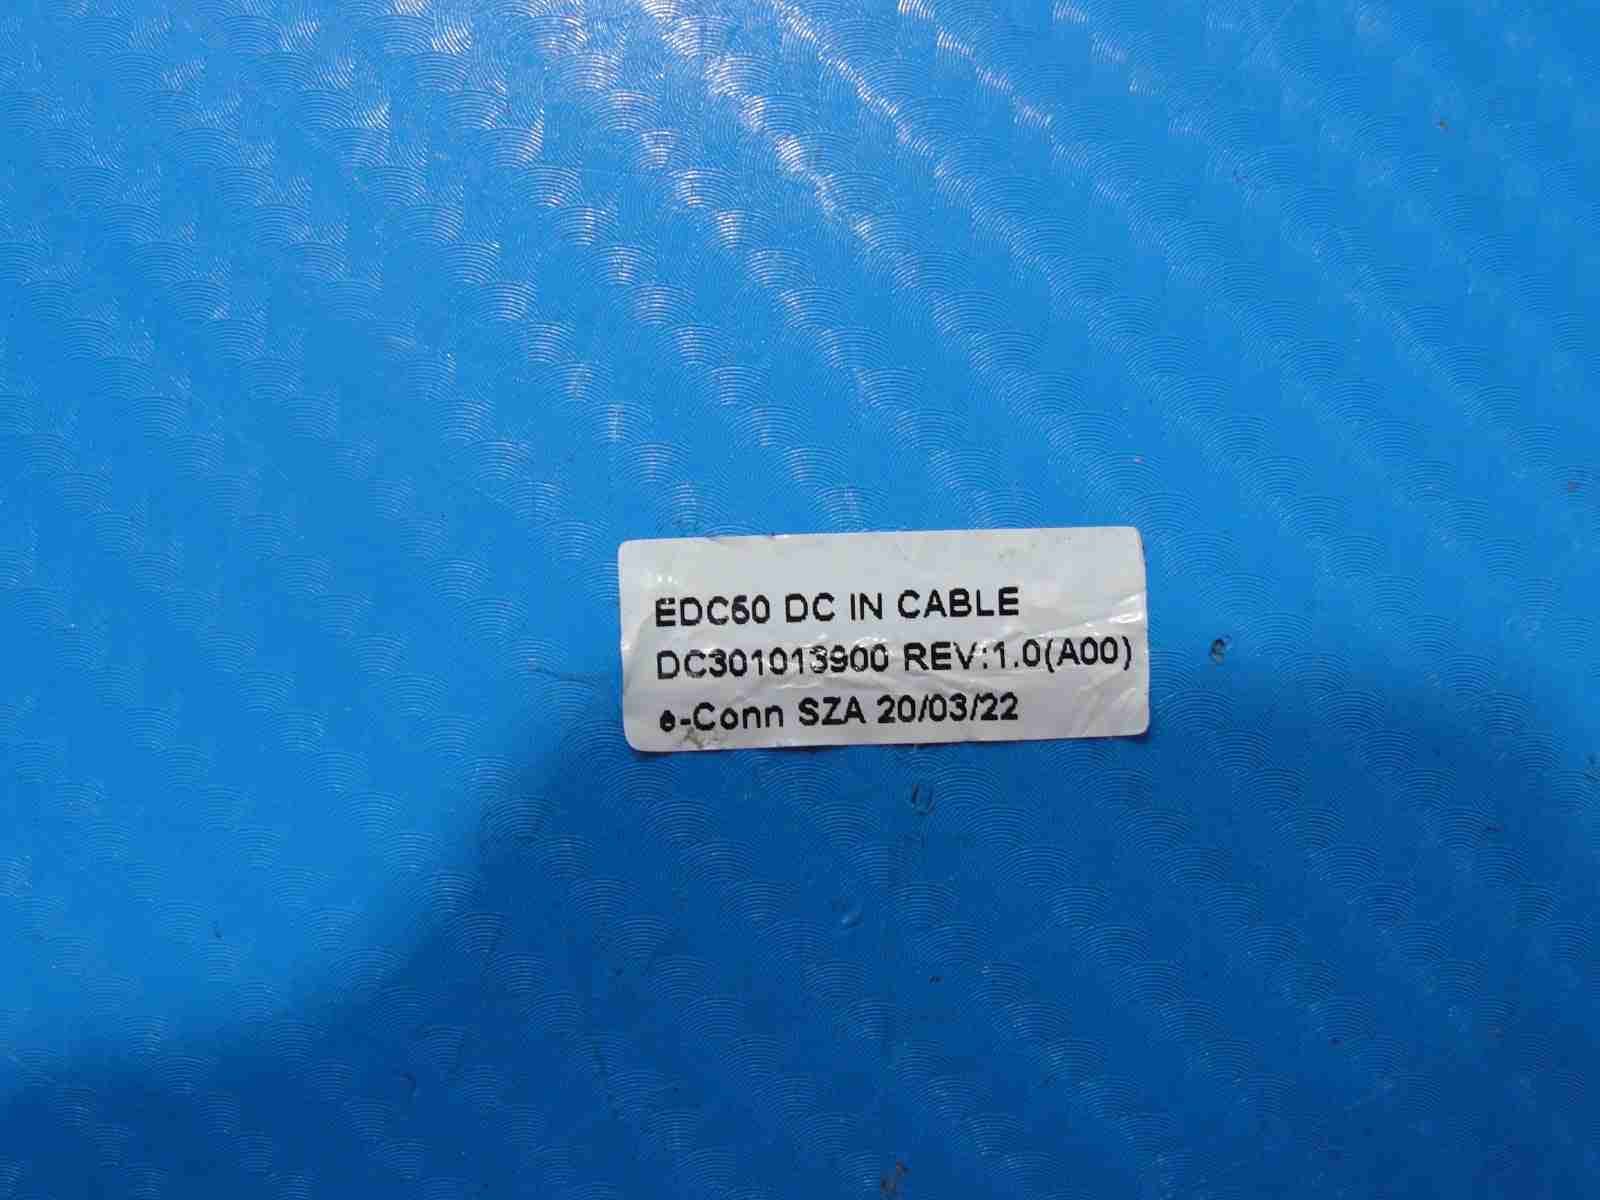 EDC50 DC IN CABLE
DC301013900 REV:1.0(A00)
e-Conn SZA 20/03/22